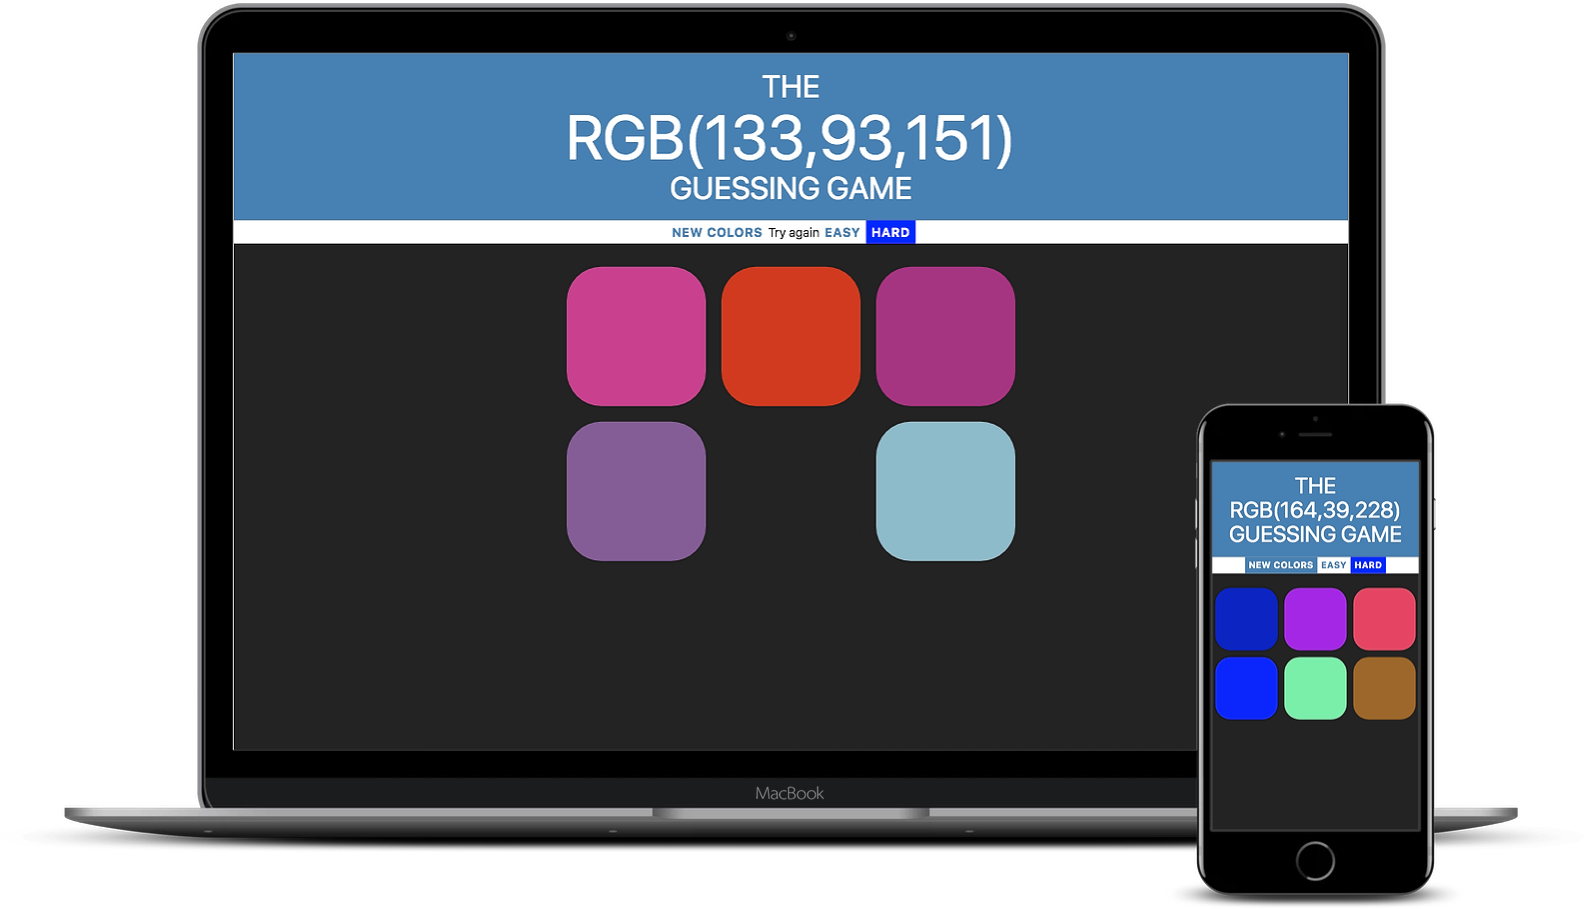 THE
RGB(133,93,151)
GUESSING GAME
NEW COLORS Try again EASY HARD
MacBook
THE
RGB(164,39,228)
GUESSING GAME
NEW COLORS EASY HARD